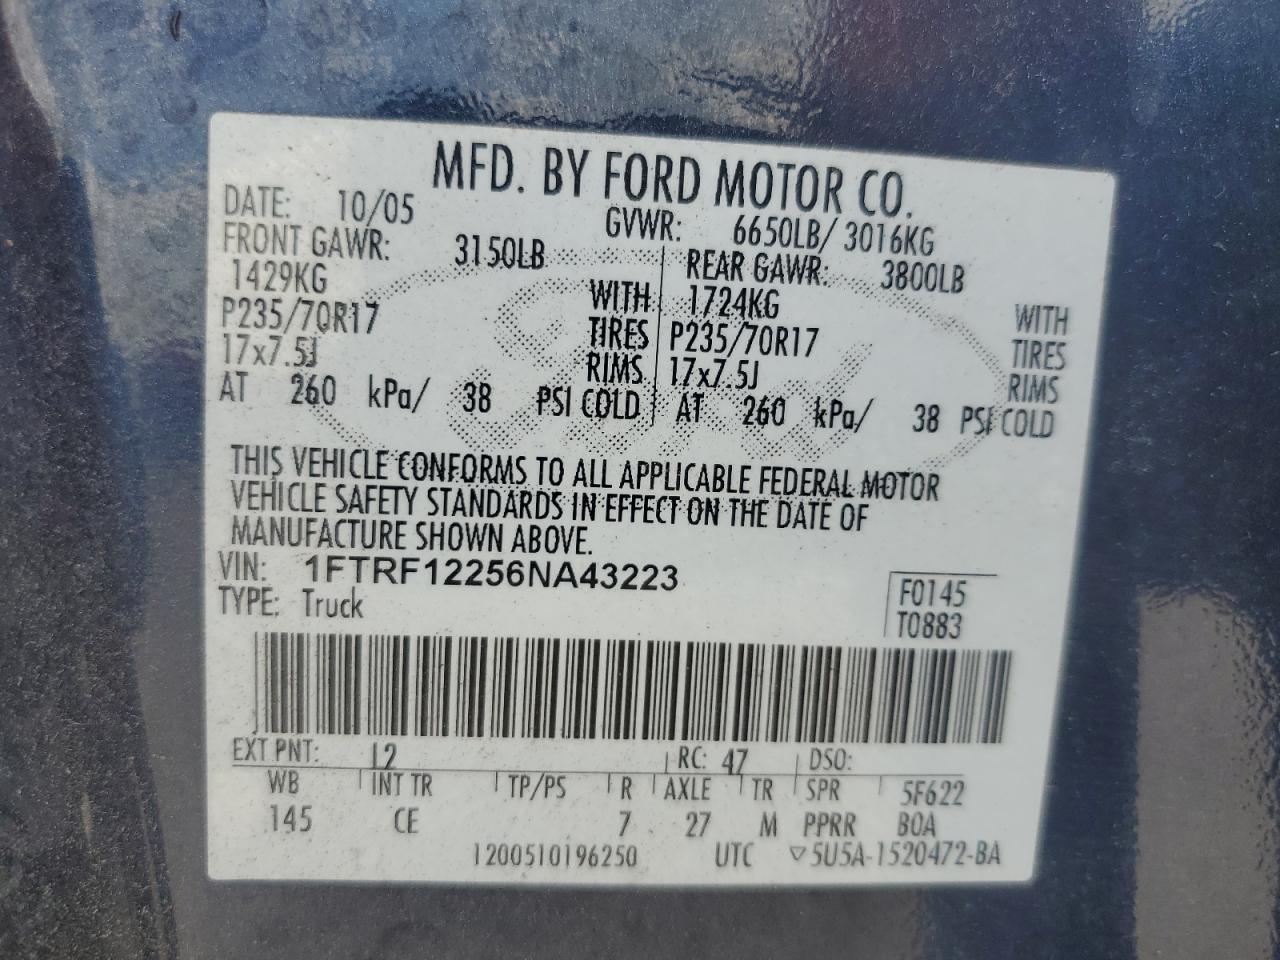 MFD. BY FORD MOTOR CO.
DATE: 10/05 GVWR: 6650LB/ 3016KG
FRONT GAWR: 3150LB REAR GAWR: 3800LB
1429KG WITH 1724KG WITH
P235/70R17 TIRES P235/70R17 TIRES
17x7.5J RIMS 17x7.5J RIMS
AT 260 kPa/ 38 PSI COLD AT 260 kPa/ 38 PSI COLD
THIS VEHICLE CONFORMS TO ALL APPLICABLE FEDERAL MOTOR
VEHICLE SAFETY STANDARDS IN EFFECT ON THE DATE OF
MANUFACTURE SHOWN ABOVE.
VIN: 1FTRF12256NA43223 F0145
TYPE: Truck T0883
EXT PNT: L2 RC: 47 DSO:
WB INT TR TP/PS R AXLE TR SPR 5F622
145 CE 7 27 M PPRR BOA
1200510196250 UTC ▽5U5A-1520472-BA